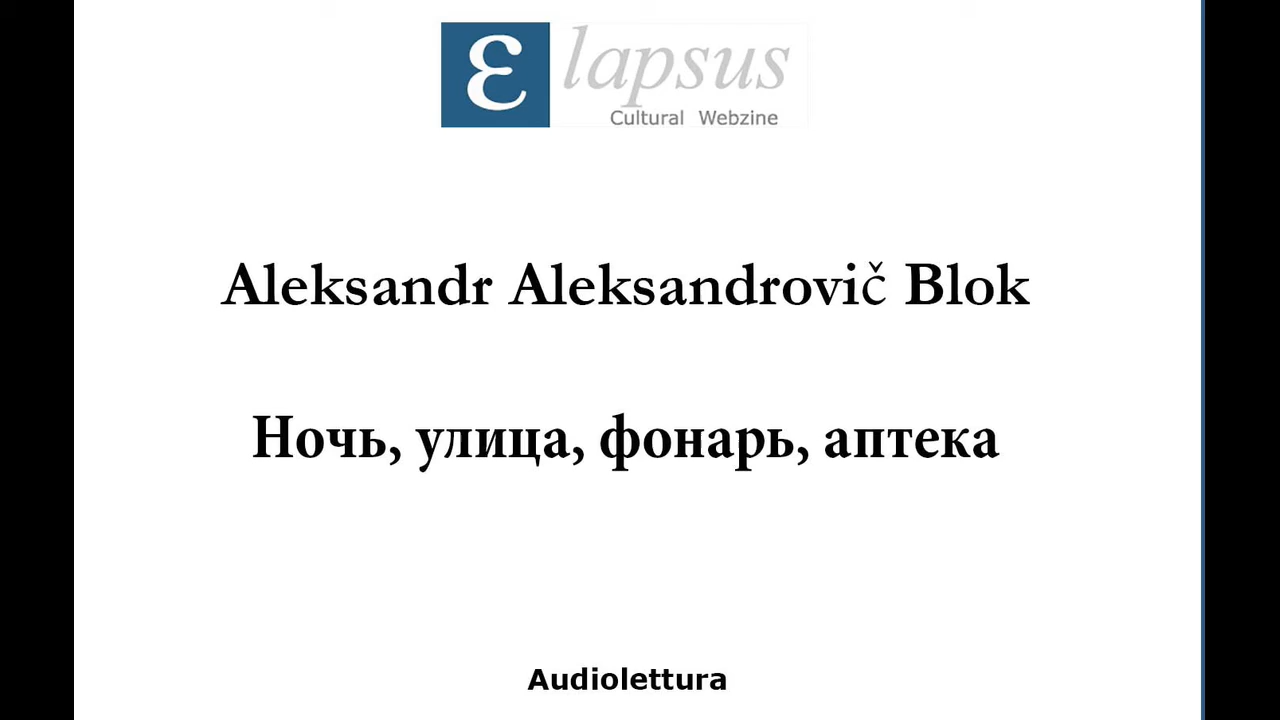 ε lapsus
Cultural Webzine
Aleksandr Aleksandrovič Blok
Ночь, улица, фонарь, аптека
Audiolettura